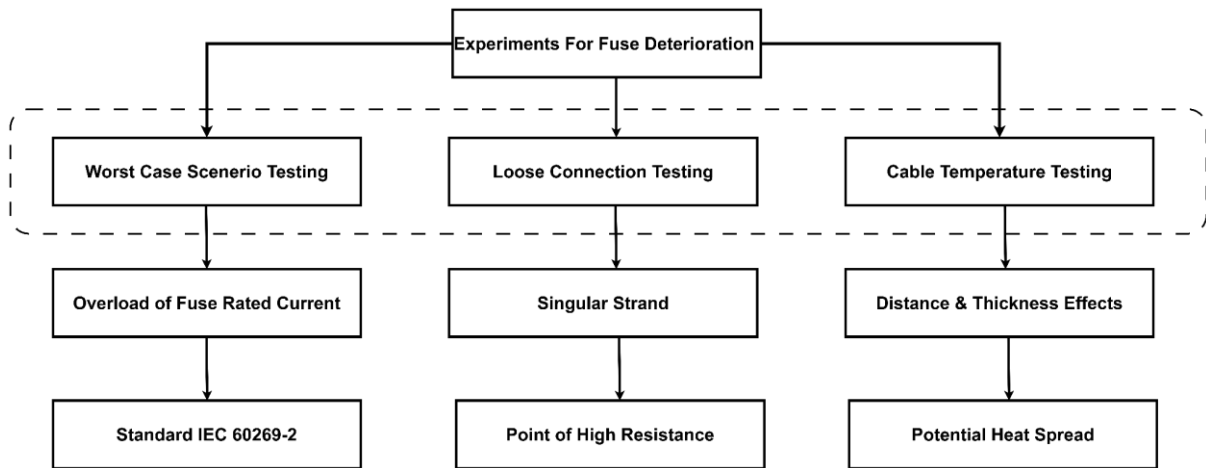 Experiments For Fuse Deterioration
Worst Case Scenerio Testing
Loose Connection Testing
Cable Temperature Testing
Overload of Fuse Rated Current
Singular Strand
Distance & Thickness Effects
Standard IEC 60269-2
Point of High Resistance
Potential Heat Spread